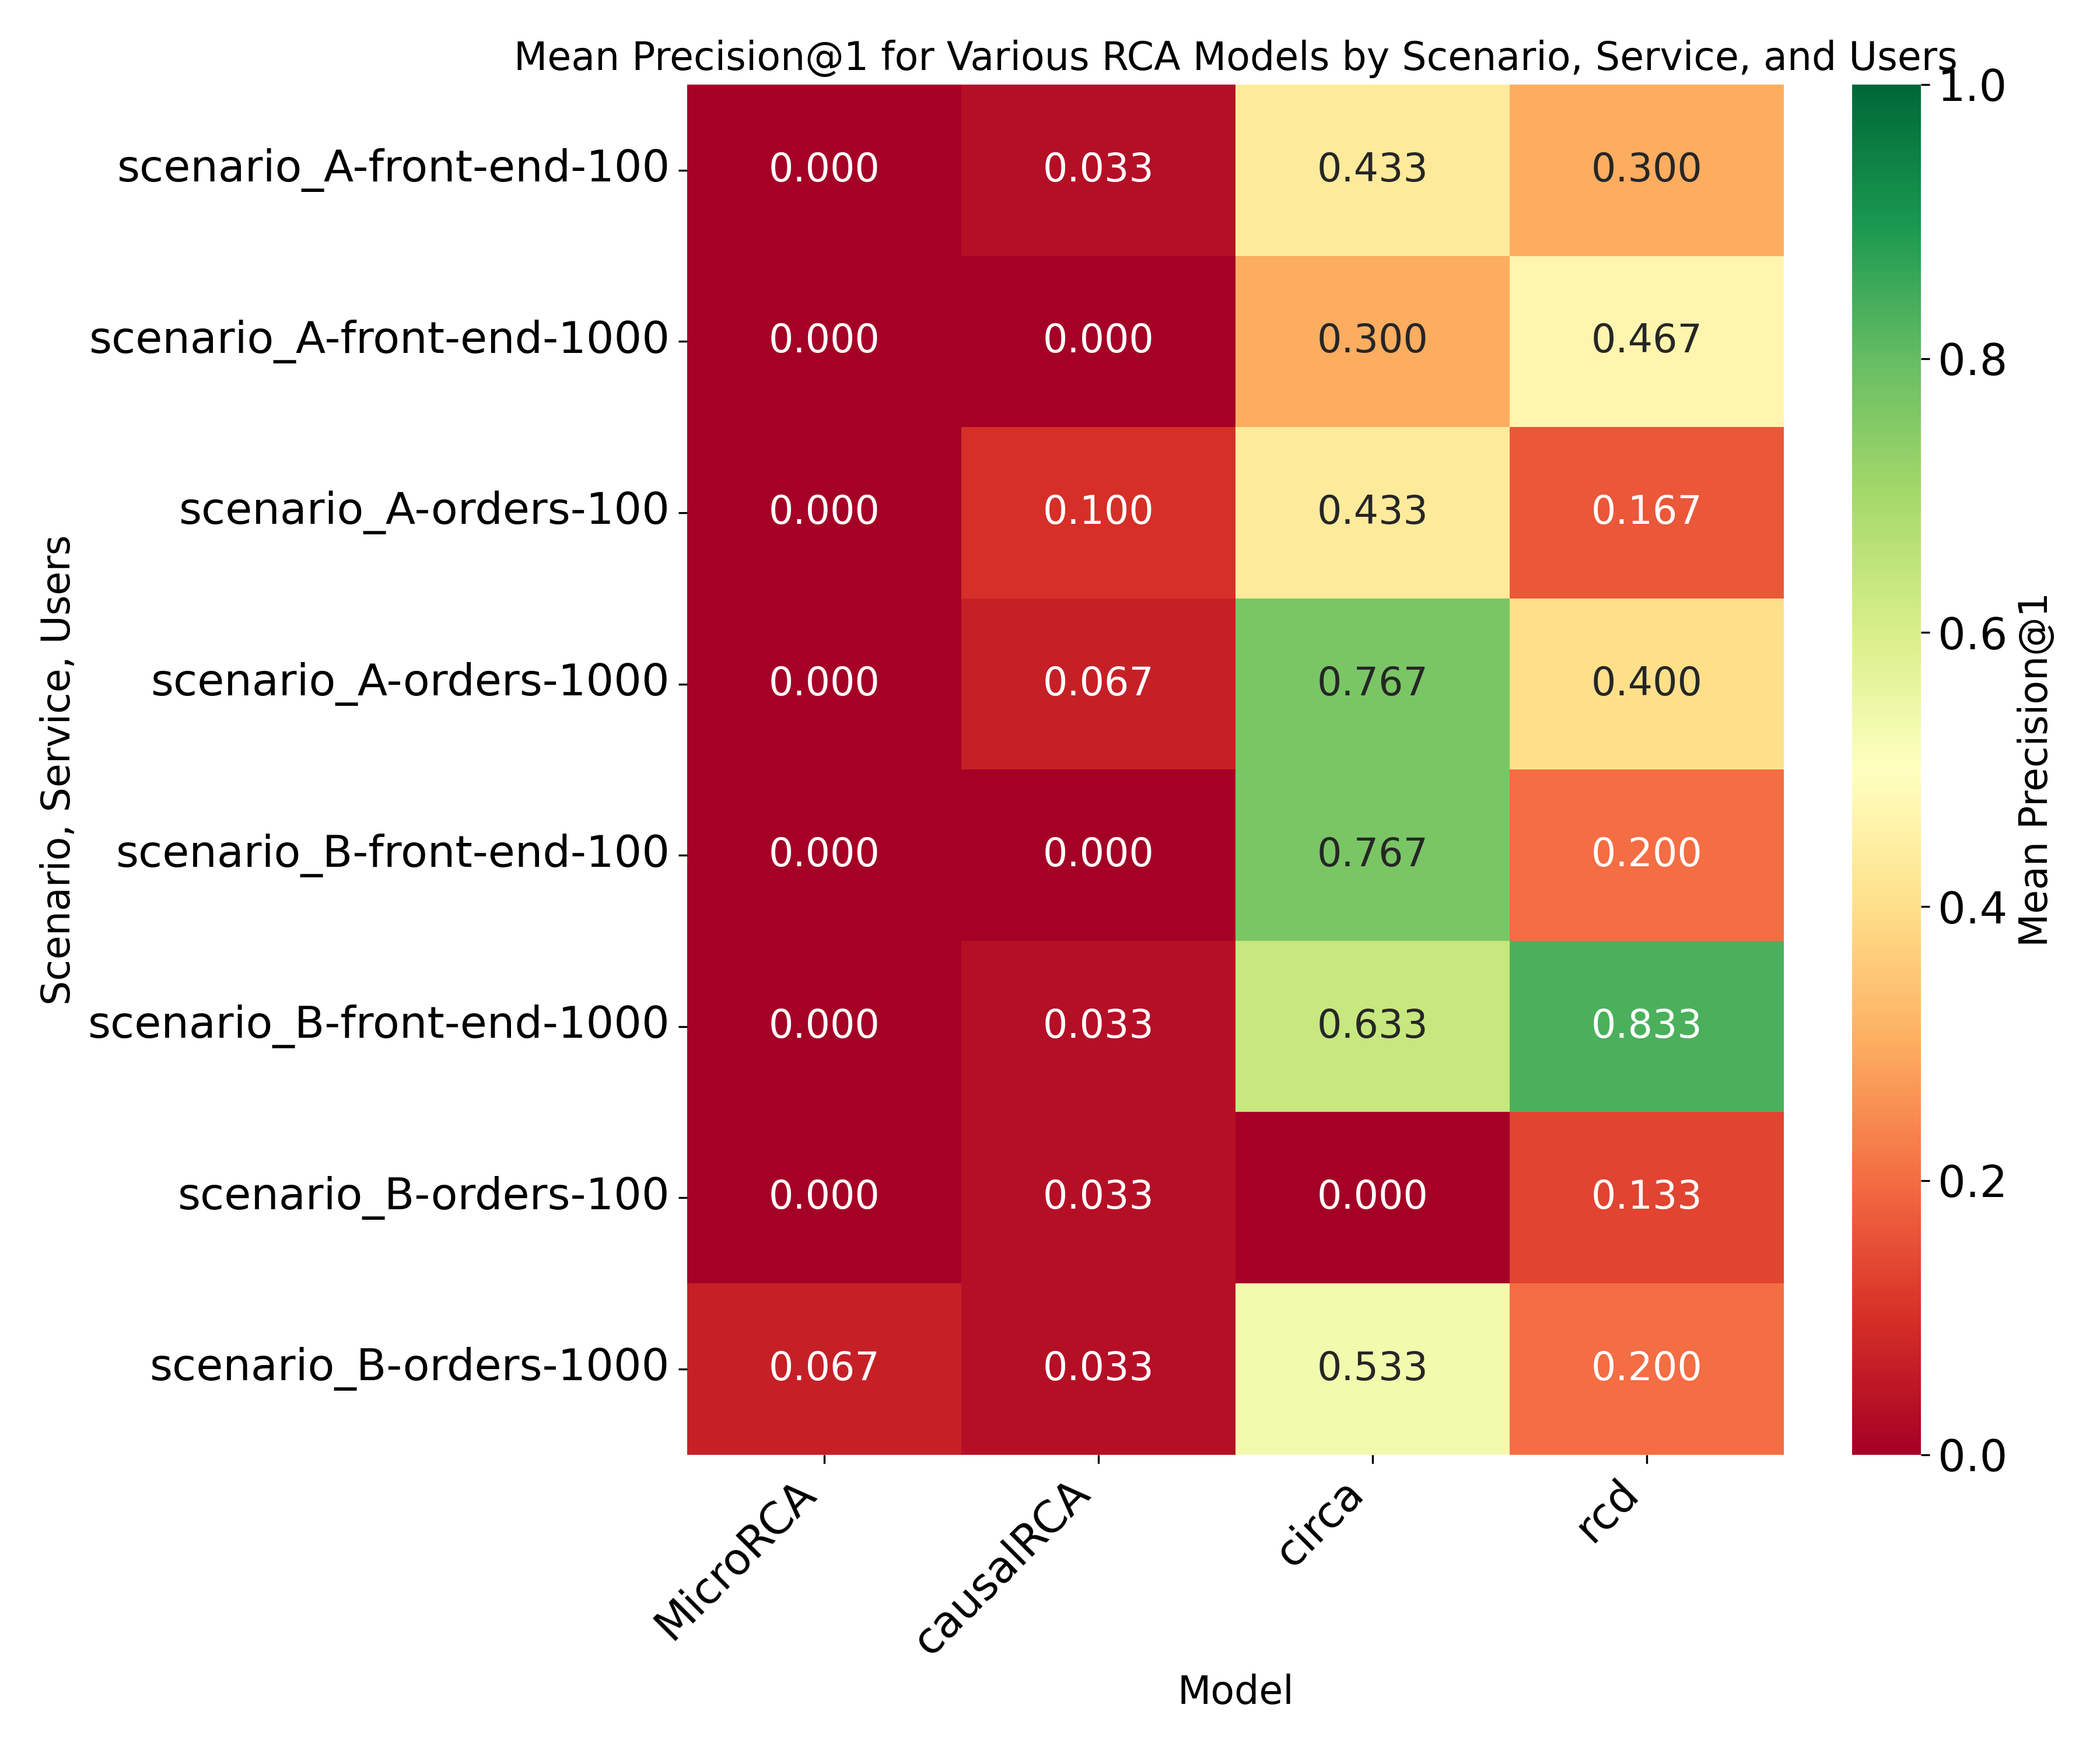 Mean Precision@1 for Various RCA Models by Scenario, Service, and Users
Scenario, Service, Users
scenario_A-front-end-100 0.000 0.033 0.433 0.300
scenario_A-front-end-1000 0.000 0.000 0.300 0.467
scenario_A-orders-100 0.000 0.100 0.433 0.167
scenario_A-orders-1000 0.000 0.067 0.767 0.400
scenario_B-front-end-100 0.000 0.000 0.767 0.200
scenario_B-front-end-1000 0.000 0.033 0.633 0.833
scenario_B-orders-100 0.000 0.033 0.000 0.133
scenario_B-orders-1000 0.067 0.033 0.533 0.200
MicroRCA causalRCA circa rcd
Model
1.0
0.8
0.6
0.4
0.2
0.0
Mean Precision@1